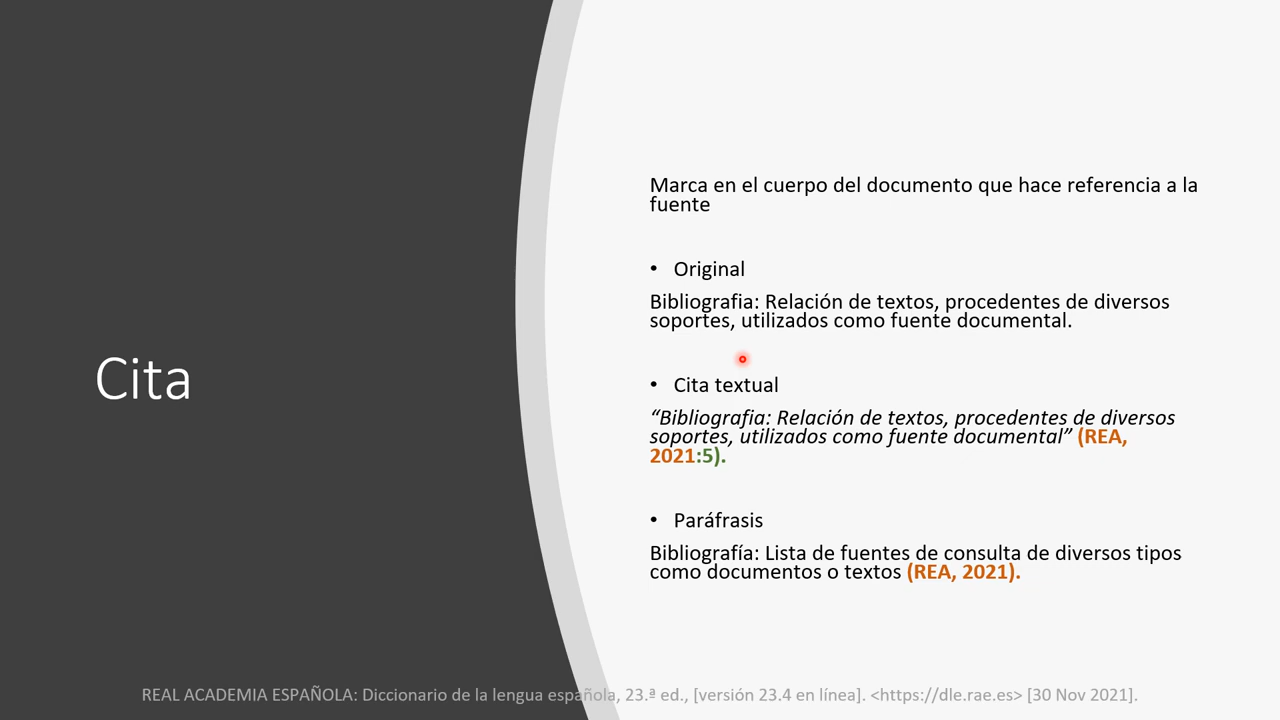 Cita
Marca en el cuerpo del documento que hace referencia a la
fuente
• Original
Bibliografia: Relación de textos, procedentes de diversos
soportes, utilizados como fuente documental.
• Cita textual
“Bibliografia: Relación de textos, procedentes de diversos
soportes, utilizados como fuente documental” (REA,
2021:5).
• Paráfrasis
Bibliografía: Lista de fuentes de consulta de diversos tipos
como documentos o textos (REA, 2021).
REAL ACADEMIA ESPAÑOLA: Diccionario de la lengua española, 23.ª ed., [versión 23.4 en línea]. <https://dle.rae.es> [30 Nov 2021].